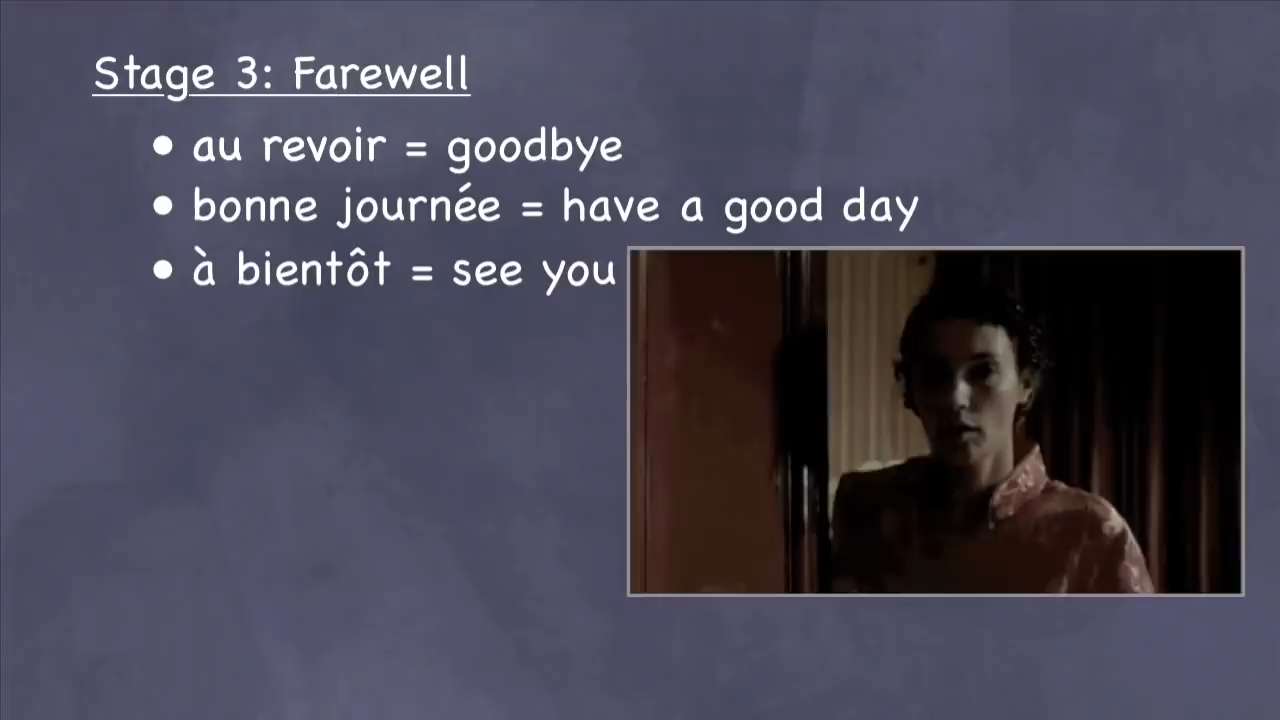 Stage 3: Farewell
• au revoir = goodbye
• bonne journée = have a good day
• à bientôt = see you